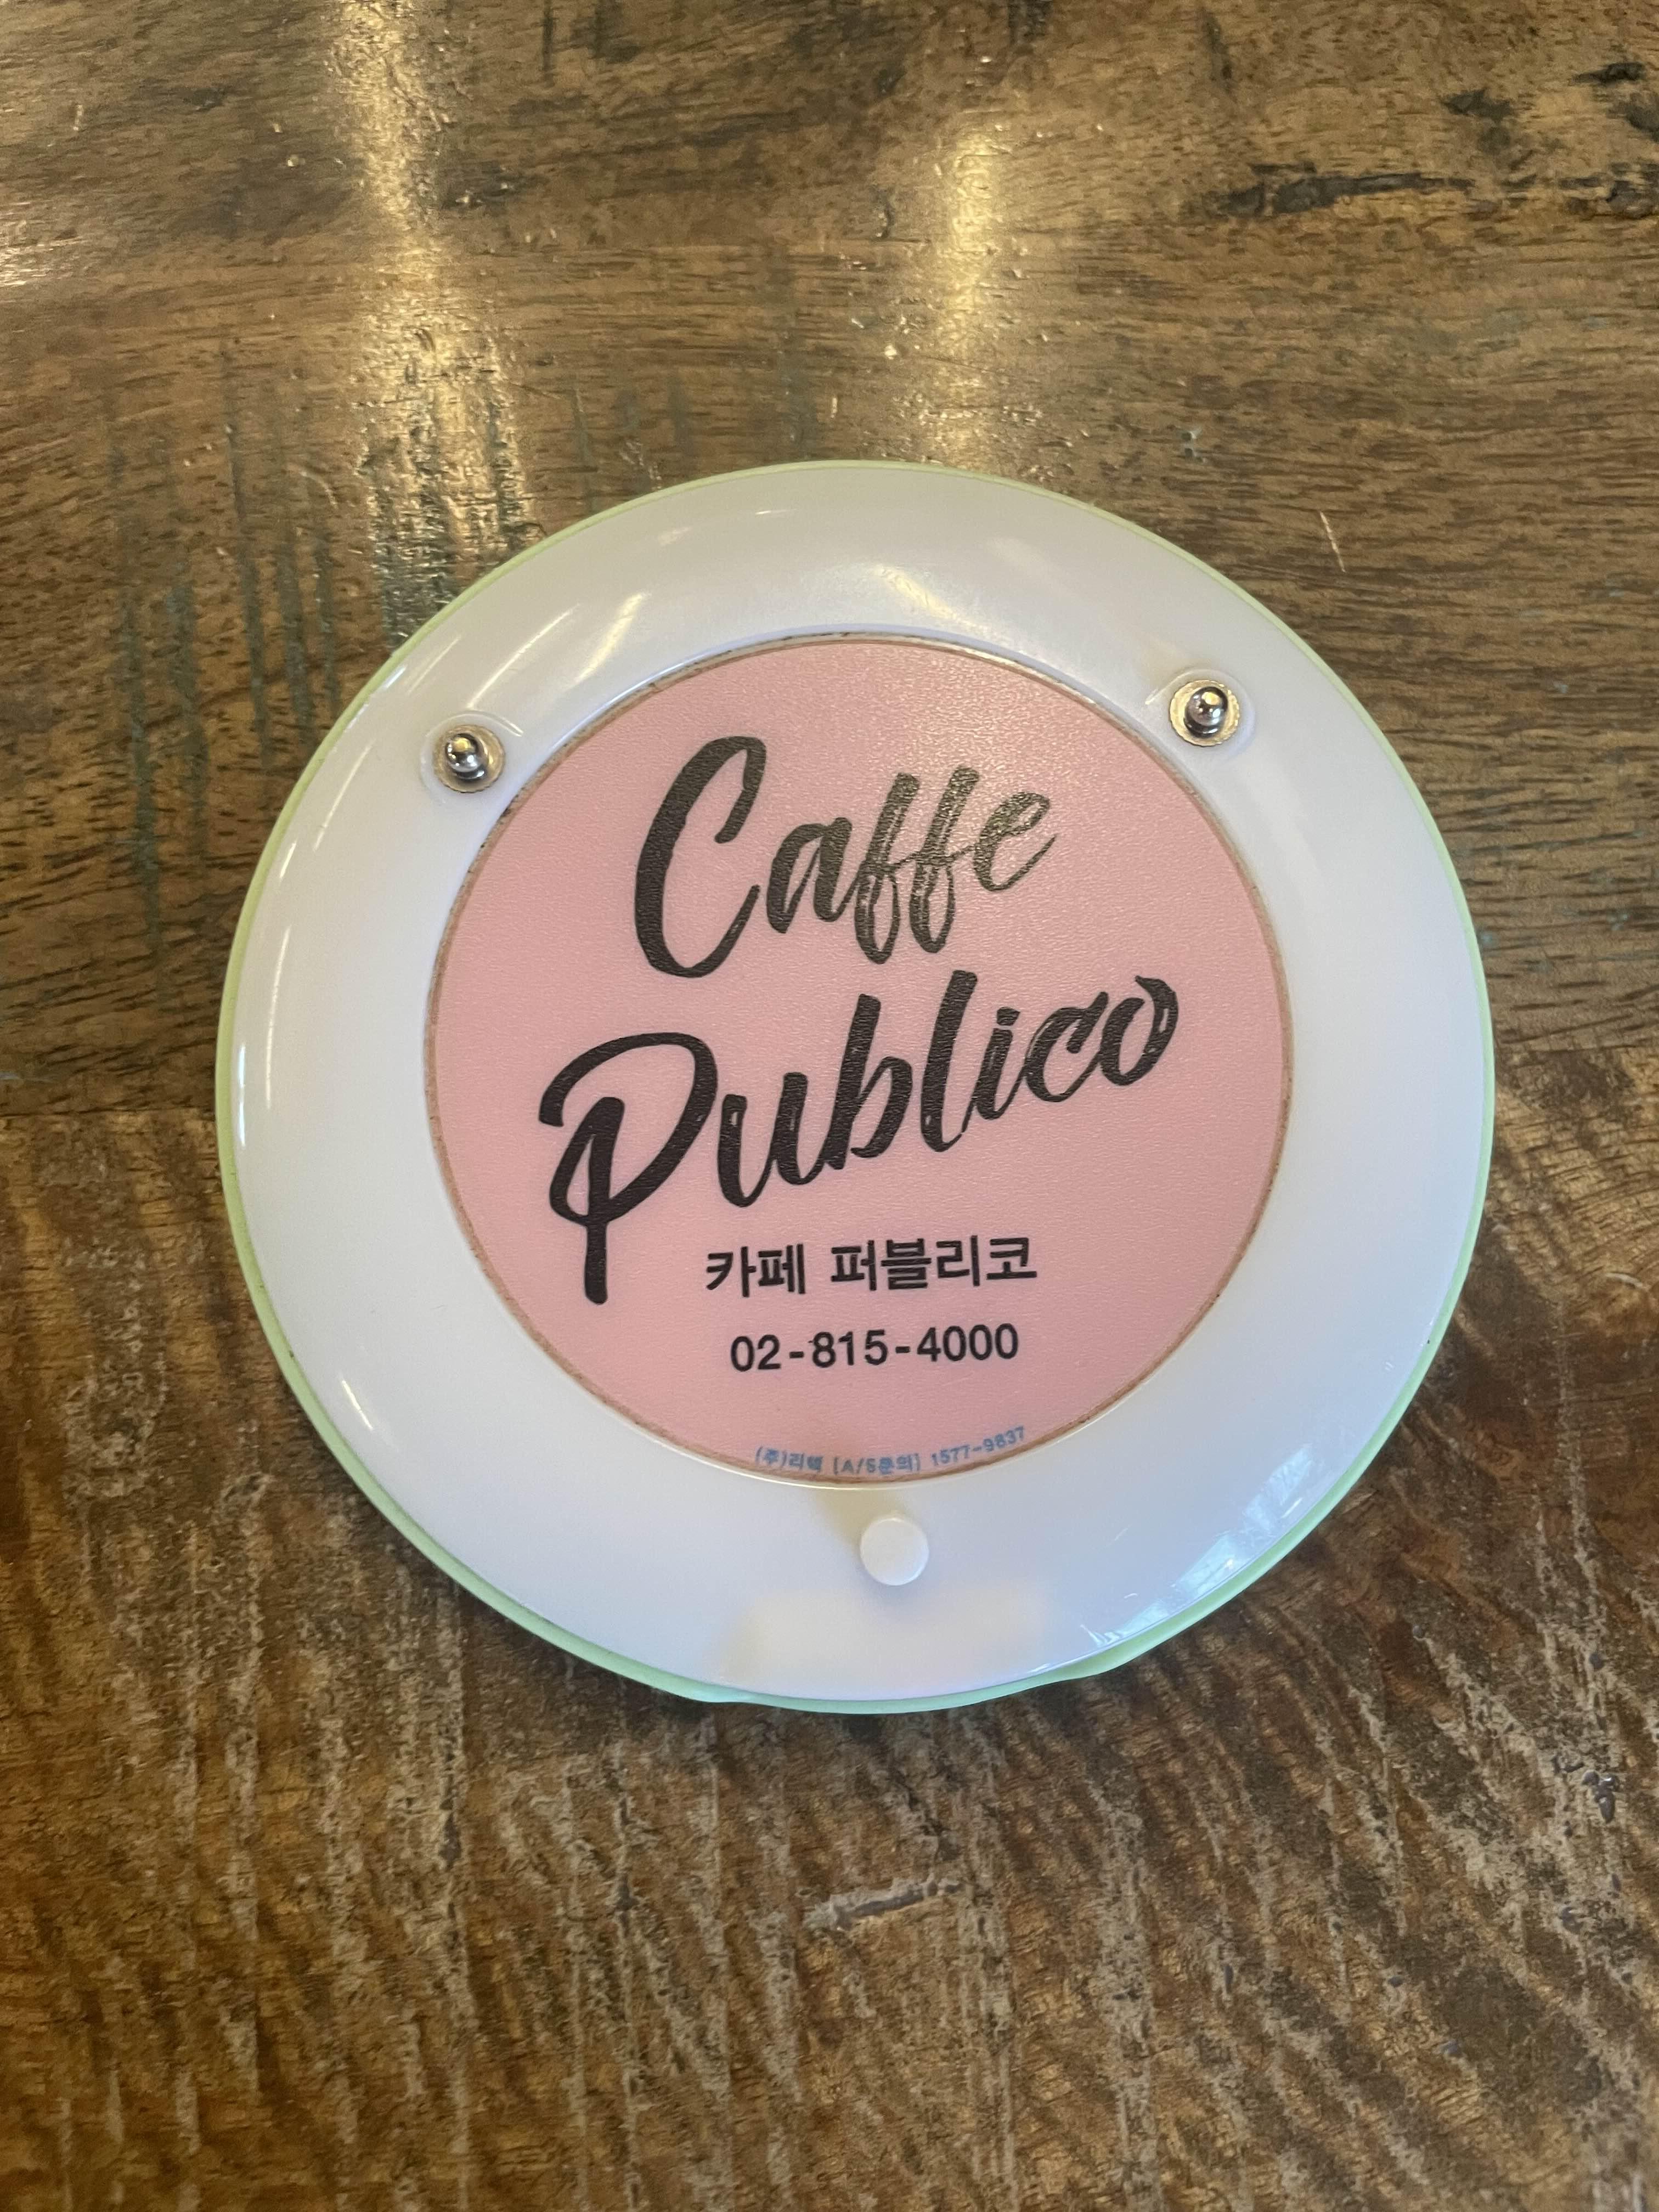 Caffe
Publico
카페 퍼블리코
02-815-4000
(주)리텍 [A/S문의] 1577-9837